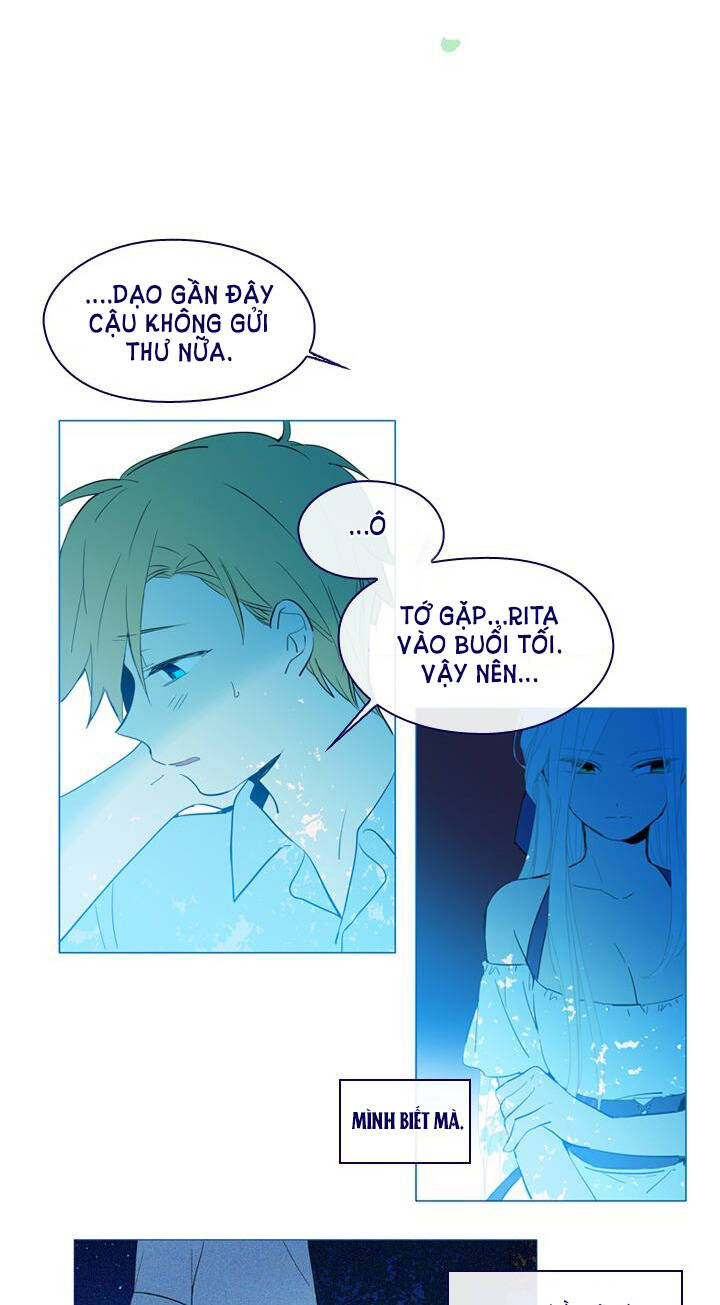 ....DẠO GẦN ĐÂY
CẬU KHÔNG GỬI
THƯ NỮA.
...Ô
TỚ GẶP...RITA
VÀO BUỔI TỐI.
VẬY NÊN...
MÌNH BIẾT MÀ.